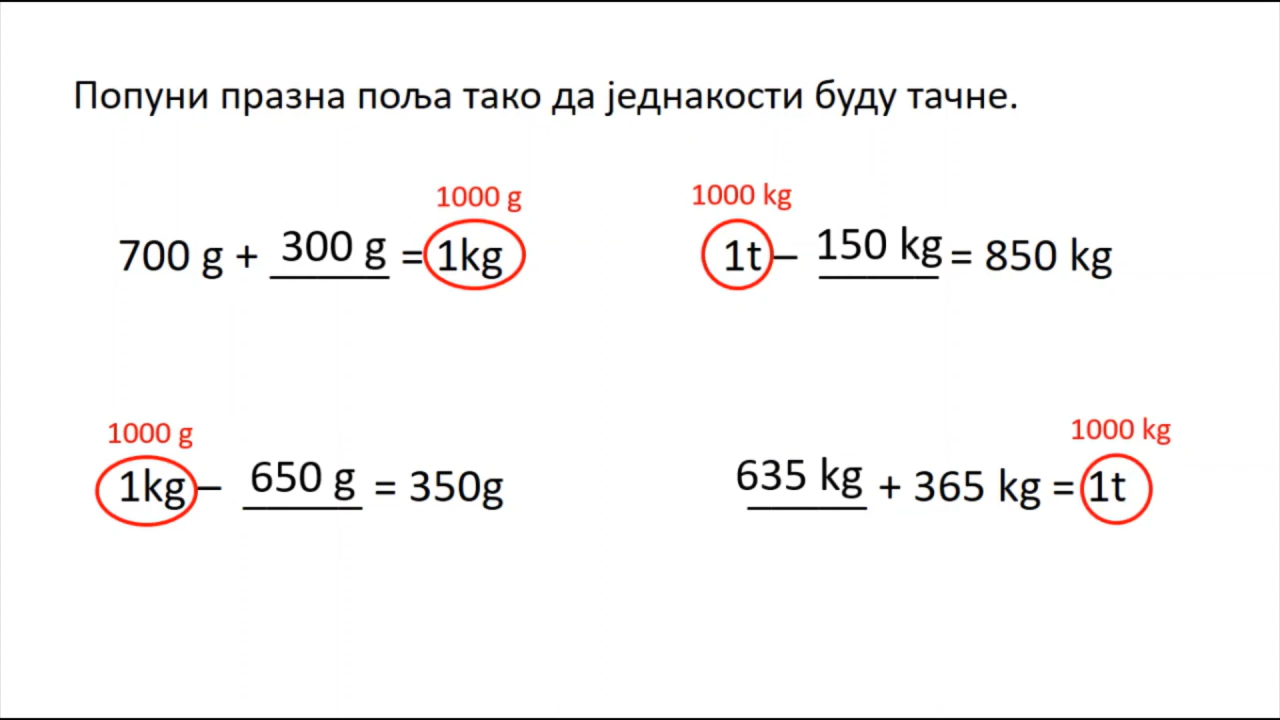 Попуни празна поља тако да једнакости буду тачне.
1000 g
700 g + 300 g = 1kg
1000 kg
1t – 150 kg = 850 kg
1000 g
1kg – 650 g = 350g
1000 kg
635 kg + 365 kg = 1t